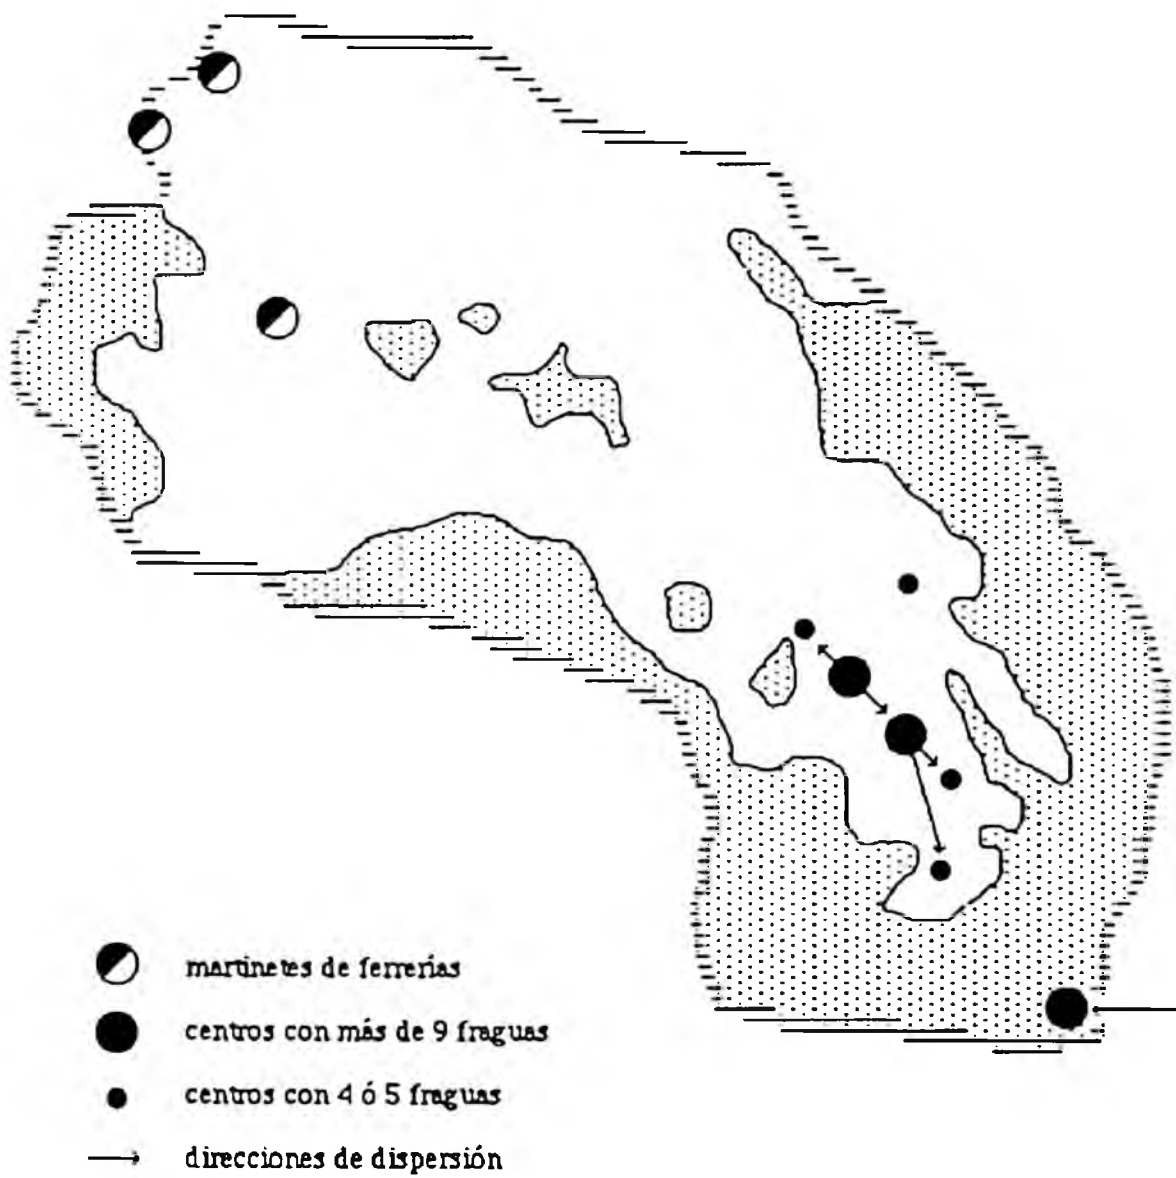 martinetes de ferrerías
centros con más de 9 fraguas
centros con 4 ó 5 fraguas
direcciones de dispersión